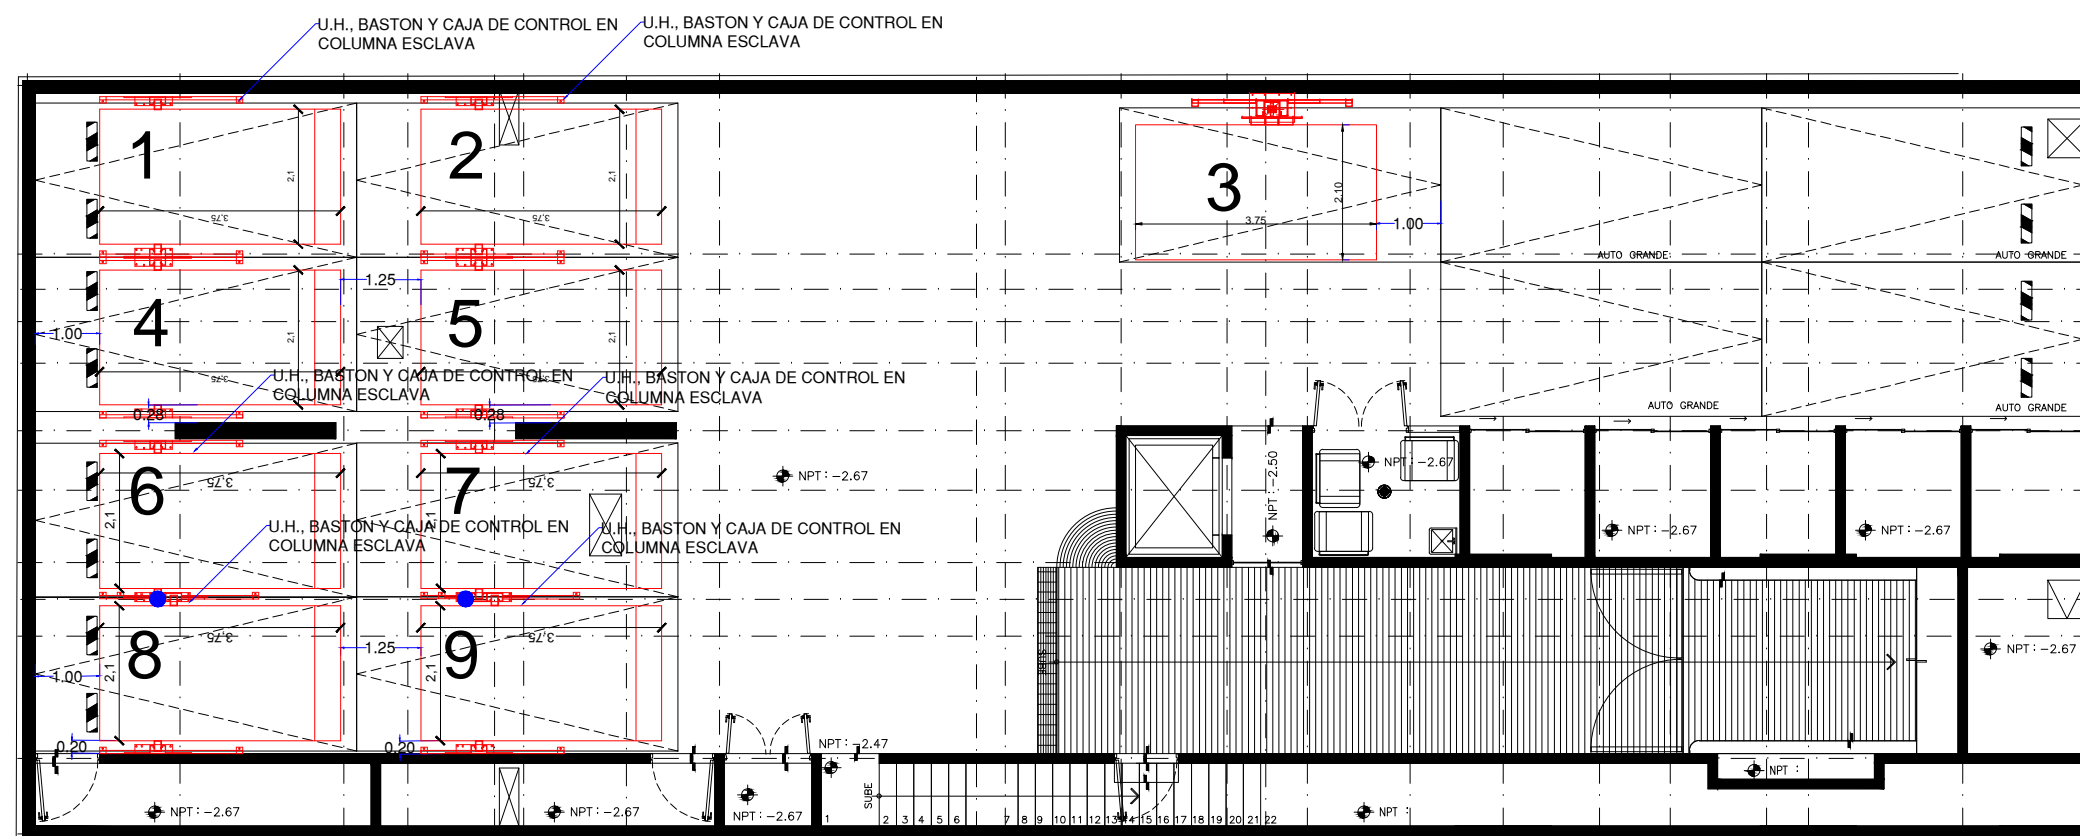 U.H., BASTON Y CAJA DE CONTROL EN
COLUMNA ESCLAVA
U.H., BASTON Y CAJA DE CONTROL EN
COLUMNA ESCLAVA
1
2,1
3,75
2
2,1
3,75
3
2.10
3.75
1.00
AUTO GRANDE
AUTO GRANDE
4
1.00
2,1
3,75
1.25
5
2,1
3,75
U.H., BASTON Y CAJA DE CONTROL EN
COLUMNA ESCLAVA
U.H., BASTON Y CAJA DE CONTROL EN
COLUMNA ESCLAVA
0.28
0.28
AUTO GRANDE
AUTO GRANDE
6
3,75
2,1
7
3,75
2,1
NPT:-2.67
NPT:-2.50
NPT:-2.67
NPT:-2.67
NPT:-2.67
U.H., BASTON Y CAJA DE CONTROL EN
COLUMNA ESCLAVA
U.H., BASTON Y CAJA DE CONTROL EN
COLUMNA ESCLAVA
8
3,75
2,1
1.00
1.25
9
3,75
2,1
NPT:-2.67
0.20
0.20
NPT:-2.47
NPT:-2.67
NPT:-2.67
NPT:-2.67
SUBE
NPT :
NPT :
1 2 3 4 5 6 7 8 9 10 11 12 13 14 15 16 17 18 19 20 21 22